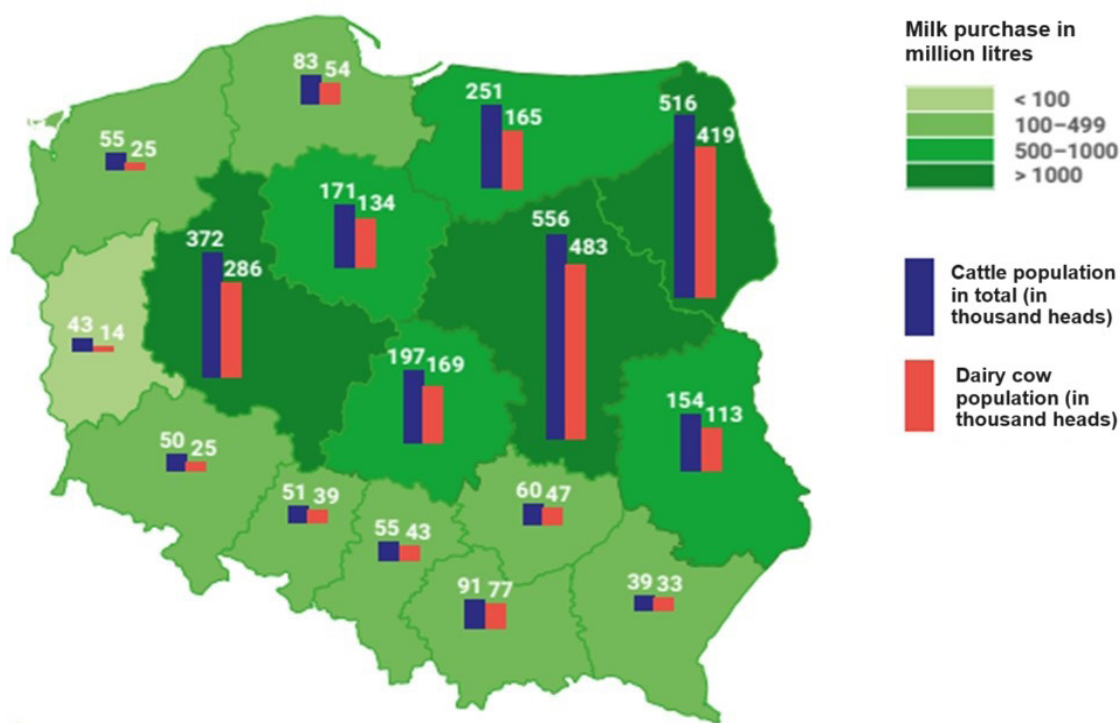 Milk purchase in
million litres
< 100
100–499
500–1000
> 1000
Cattle population
in total (in
thousand heads)
Dairy cow
population (in
thousand heads)
83 54
251 165
516 419
55 25
171 134
372 286
556 483
43 14
197 169
154 113
50 25
51 39
55 43
60 47
91 77
39 33